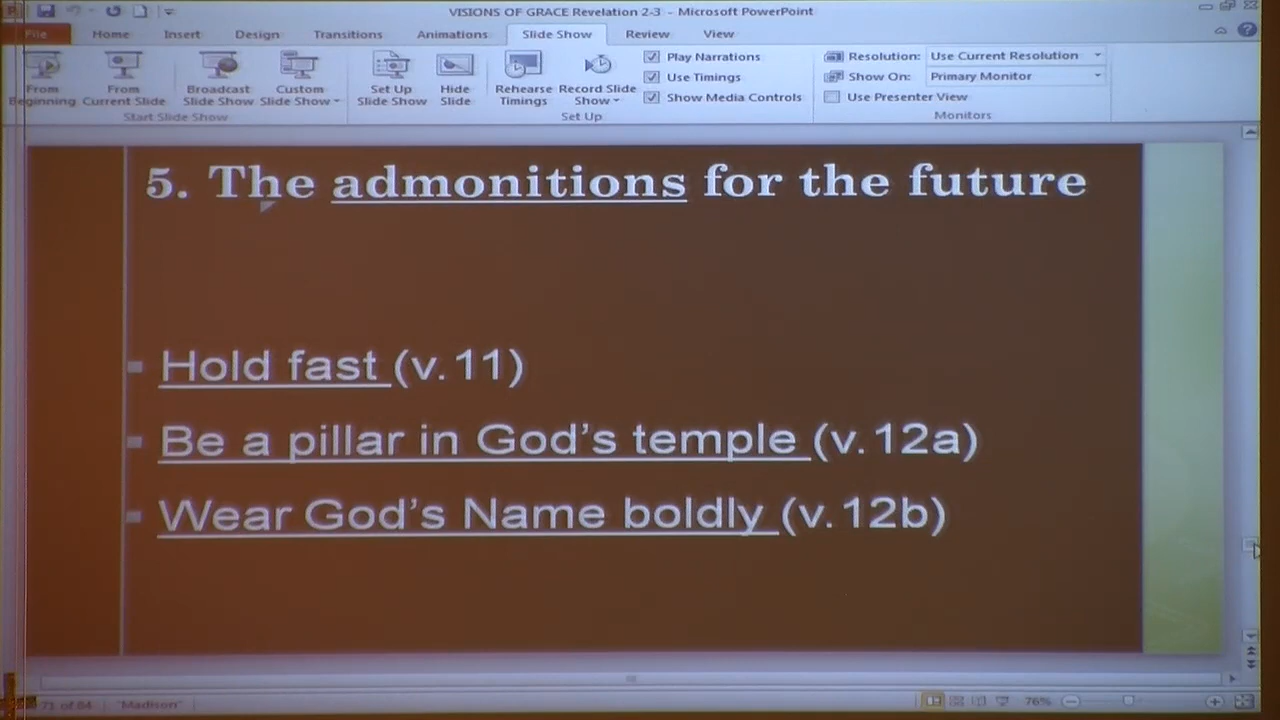 VISIONS OF GRACE Revelation 2-3 - Microsoft PowerPoint
File Home Insert Design Transitions Animations Slide Show Review View
From Beginning From Current Slide Broadcast Slide Show Custom Slide Show Set Up Slide Show Hide Slide Rehearse Timings Record Slide Show
Play Narrations
Use Timings
Show Media Controls
Resolution: Use Current Resolution
Show On: Primary Monitor
Use Presenter View
Start Slide Show Set Up Monitors
5. The admonitions for the future
Hold fast (v.11)
Be a pillar in God's temple (v.12a)
Wear God's Name boldly (v.12b)
71 of 84 "Madison" 76%